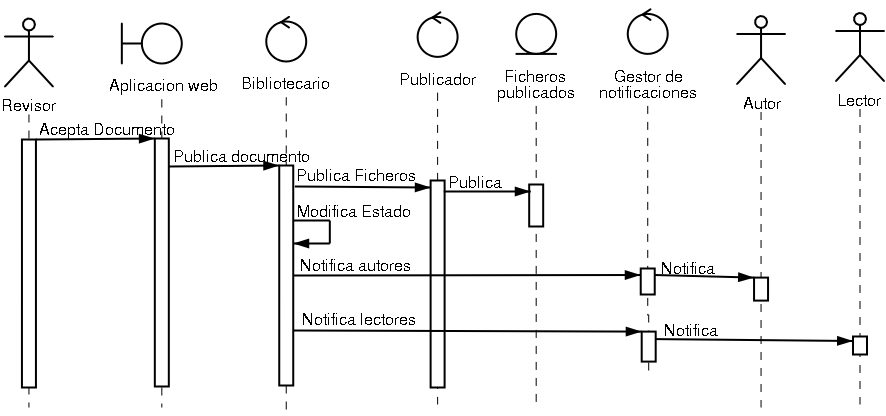 Revisor
Aplicacion web
Bibliotecario
Publicador
Ficheros
publicados
Gestor de
notificaciones
Autor
Lector
Acepta Documento
Publica documento
Publica Ficheros
Publica
Modifica Estado
Notifica autores
Notifica
Notifica lectores
Notifica